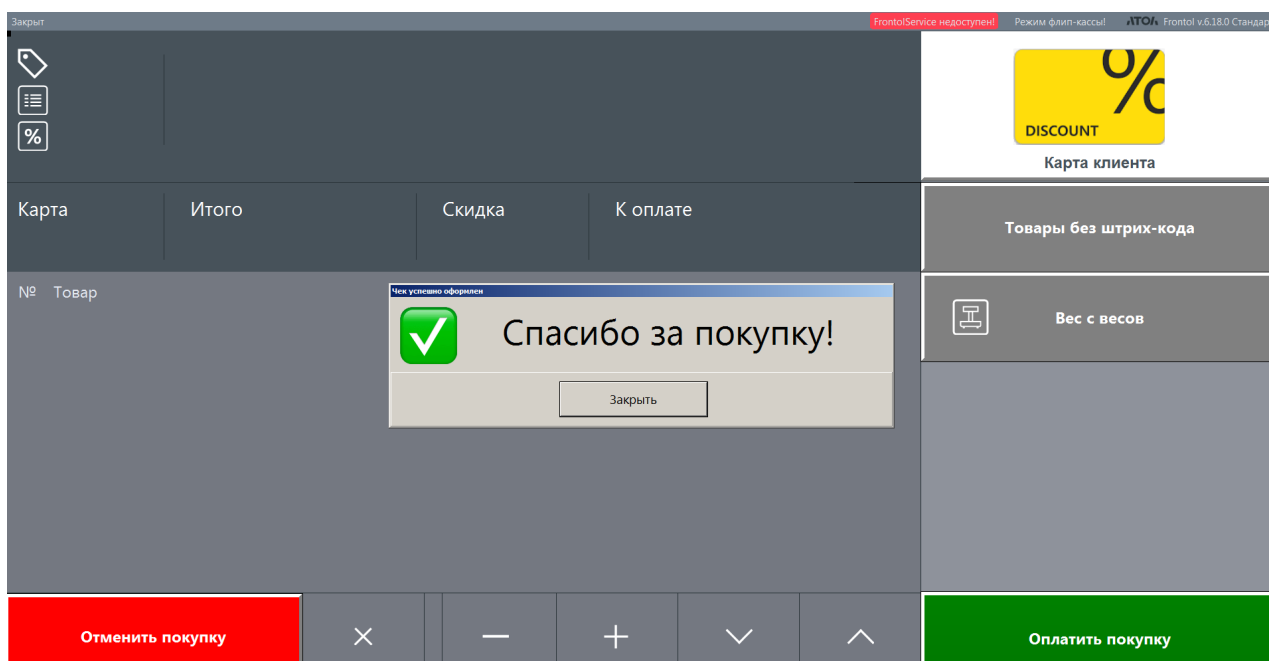 Закрыт
FrontolService недоступен!
Режим флип-кассы!
АТОЛ Frontol v.6.18.0 Стандар
%
DISCOUNT
Карта клиента
%
Карта
Итого
Скидка
К оплате
Товары без штрих-кода
№ Товар
Чек успешно оформлен
Спасибо за покупку!
Закрыть
Вес с весов
Отменить покупку
Оплатить покупку